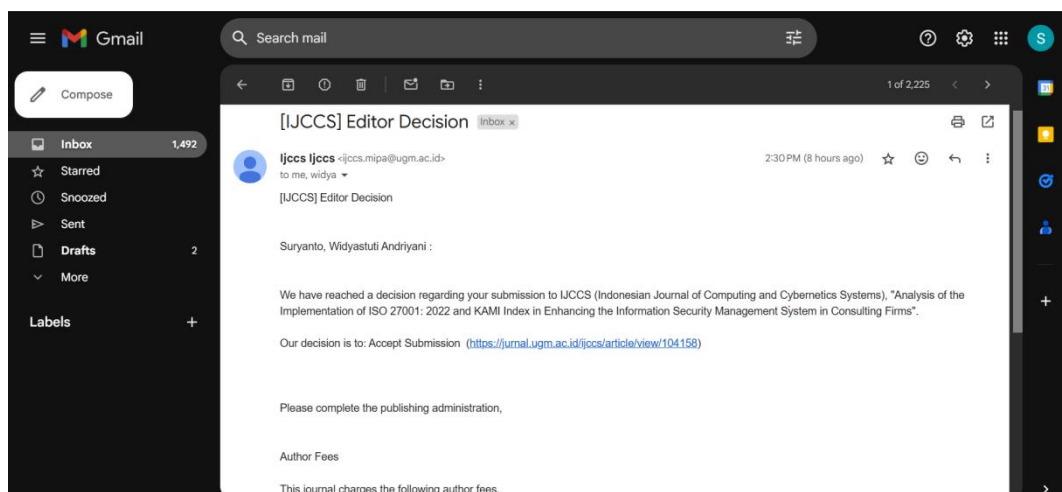 Gmail
Search mail
S
Compose
1 of 2,225
Inbox 1,492
Starred
Snoozed
Sent
Drafts 2
More
Labels
[IJCCS] Editor Decision Inbox x
Ijccs Ijccs <ijccs.mipa@ugm.ac.id> 2:30 PM (8 hours ago)
to me, widya
[IJCCS] Editor Decision
Suryanto, Widyastuti Andriyani :
We have reached a decision regarding your submission to IJCCS (Indonesian Journal of Computing and Cybernetics Systems), "Analysis of the
Implementation of ISO 27001: 2022 and KAMI Index in Enhancing the Information Security Management System in Consulting Firms".
Our decision is to: Accept Submission (https://jurnal.ugm.ac.id/ijccs/article/view/104158)
Please complete the publishing administration,
Author Fees
This journal charges the following author fees.
31